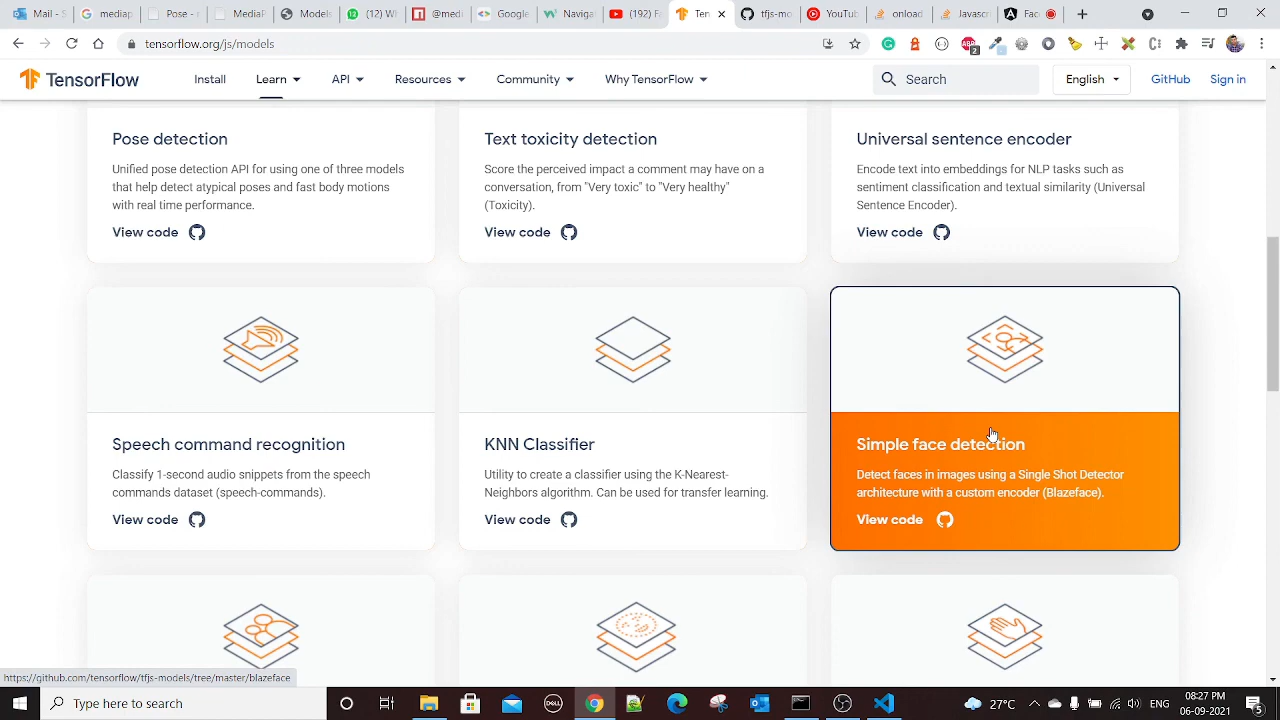 Mail - S
Google
Map
Pose -
Mediaf
Models
(12) W
@medi
Google
Naviga
(192) F
Ten
tfjs-mo
YouTub
onload
Javascr
Fac
tensorflow.org/js/models
2
TensorFlow
Install
Learn
API
Resources
Community
Why TensorFlow
Search
English
GitHub
Sign in
Pose detection
Unified pose detection API for using one of three models
that help detect atypical poses and fast body motions
with real time performance.
View code
Text toxicity detection
Score the perceived impact a comment may have on a
conversation, from "Very toxic" to "Very healthy"
(Toxicity).
View code
Universal sentence encoder
Encode text into embeddings for NLP tasks such as
sentiment classification and textual similarity (Universal
Sentence Encoder).
View code
Speech command recognition
Classify 1-second audio snippets from the speech
commands dataset (speech-commands).
View code
KNN Classifier
Utility to create a classifier using the K-Nearest-
Neighbors algorithm. Can be used for transfer learning.
View code
Simple face detection
Detect faces in images using a Single Shot Detector
architecture with a custom encoder (Blazeface).
View code
https://github.com/tensorflow/tfjs-models/tree/master/blazeface
Type here to search
DELL
27°C
ENG
08:27 PM
06-09-2021
5